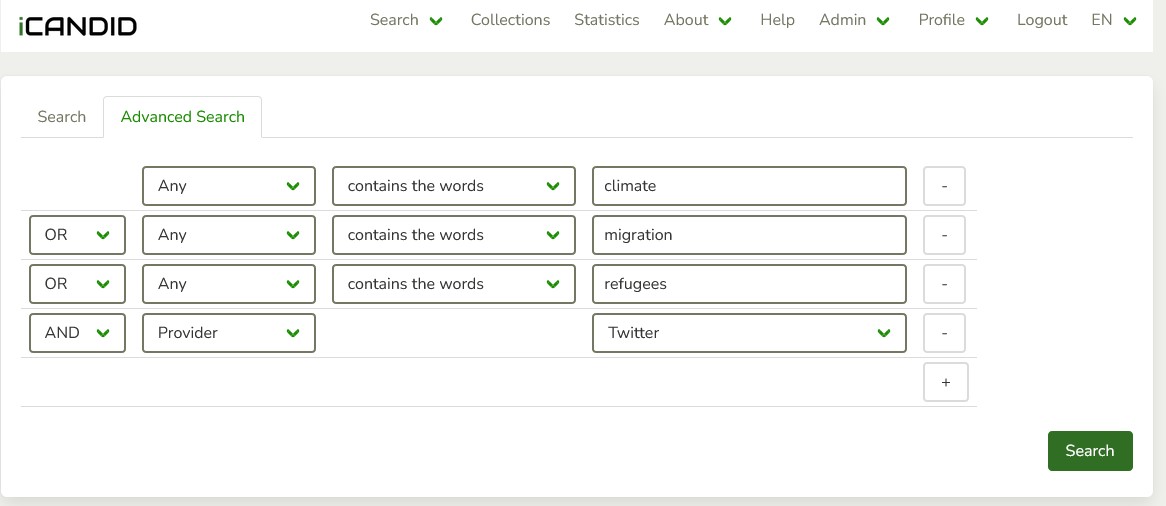 iCANDID Search Collections Statistics About Help Admin Profile Logout EN
Search Advanced Search
Any contains the words climate -
OR Any contains the words migration -
OR Any contains the words refugees -
AND Provider Twitter -
+
Search